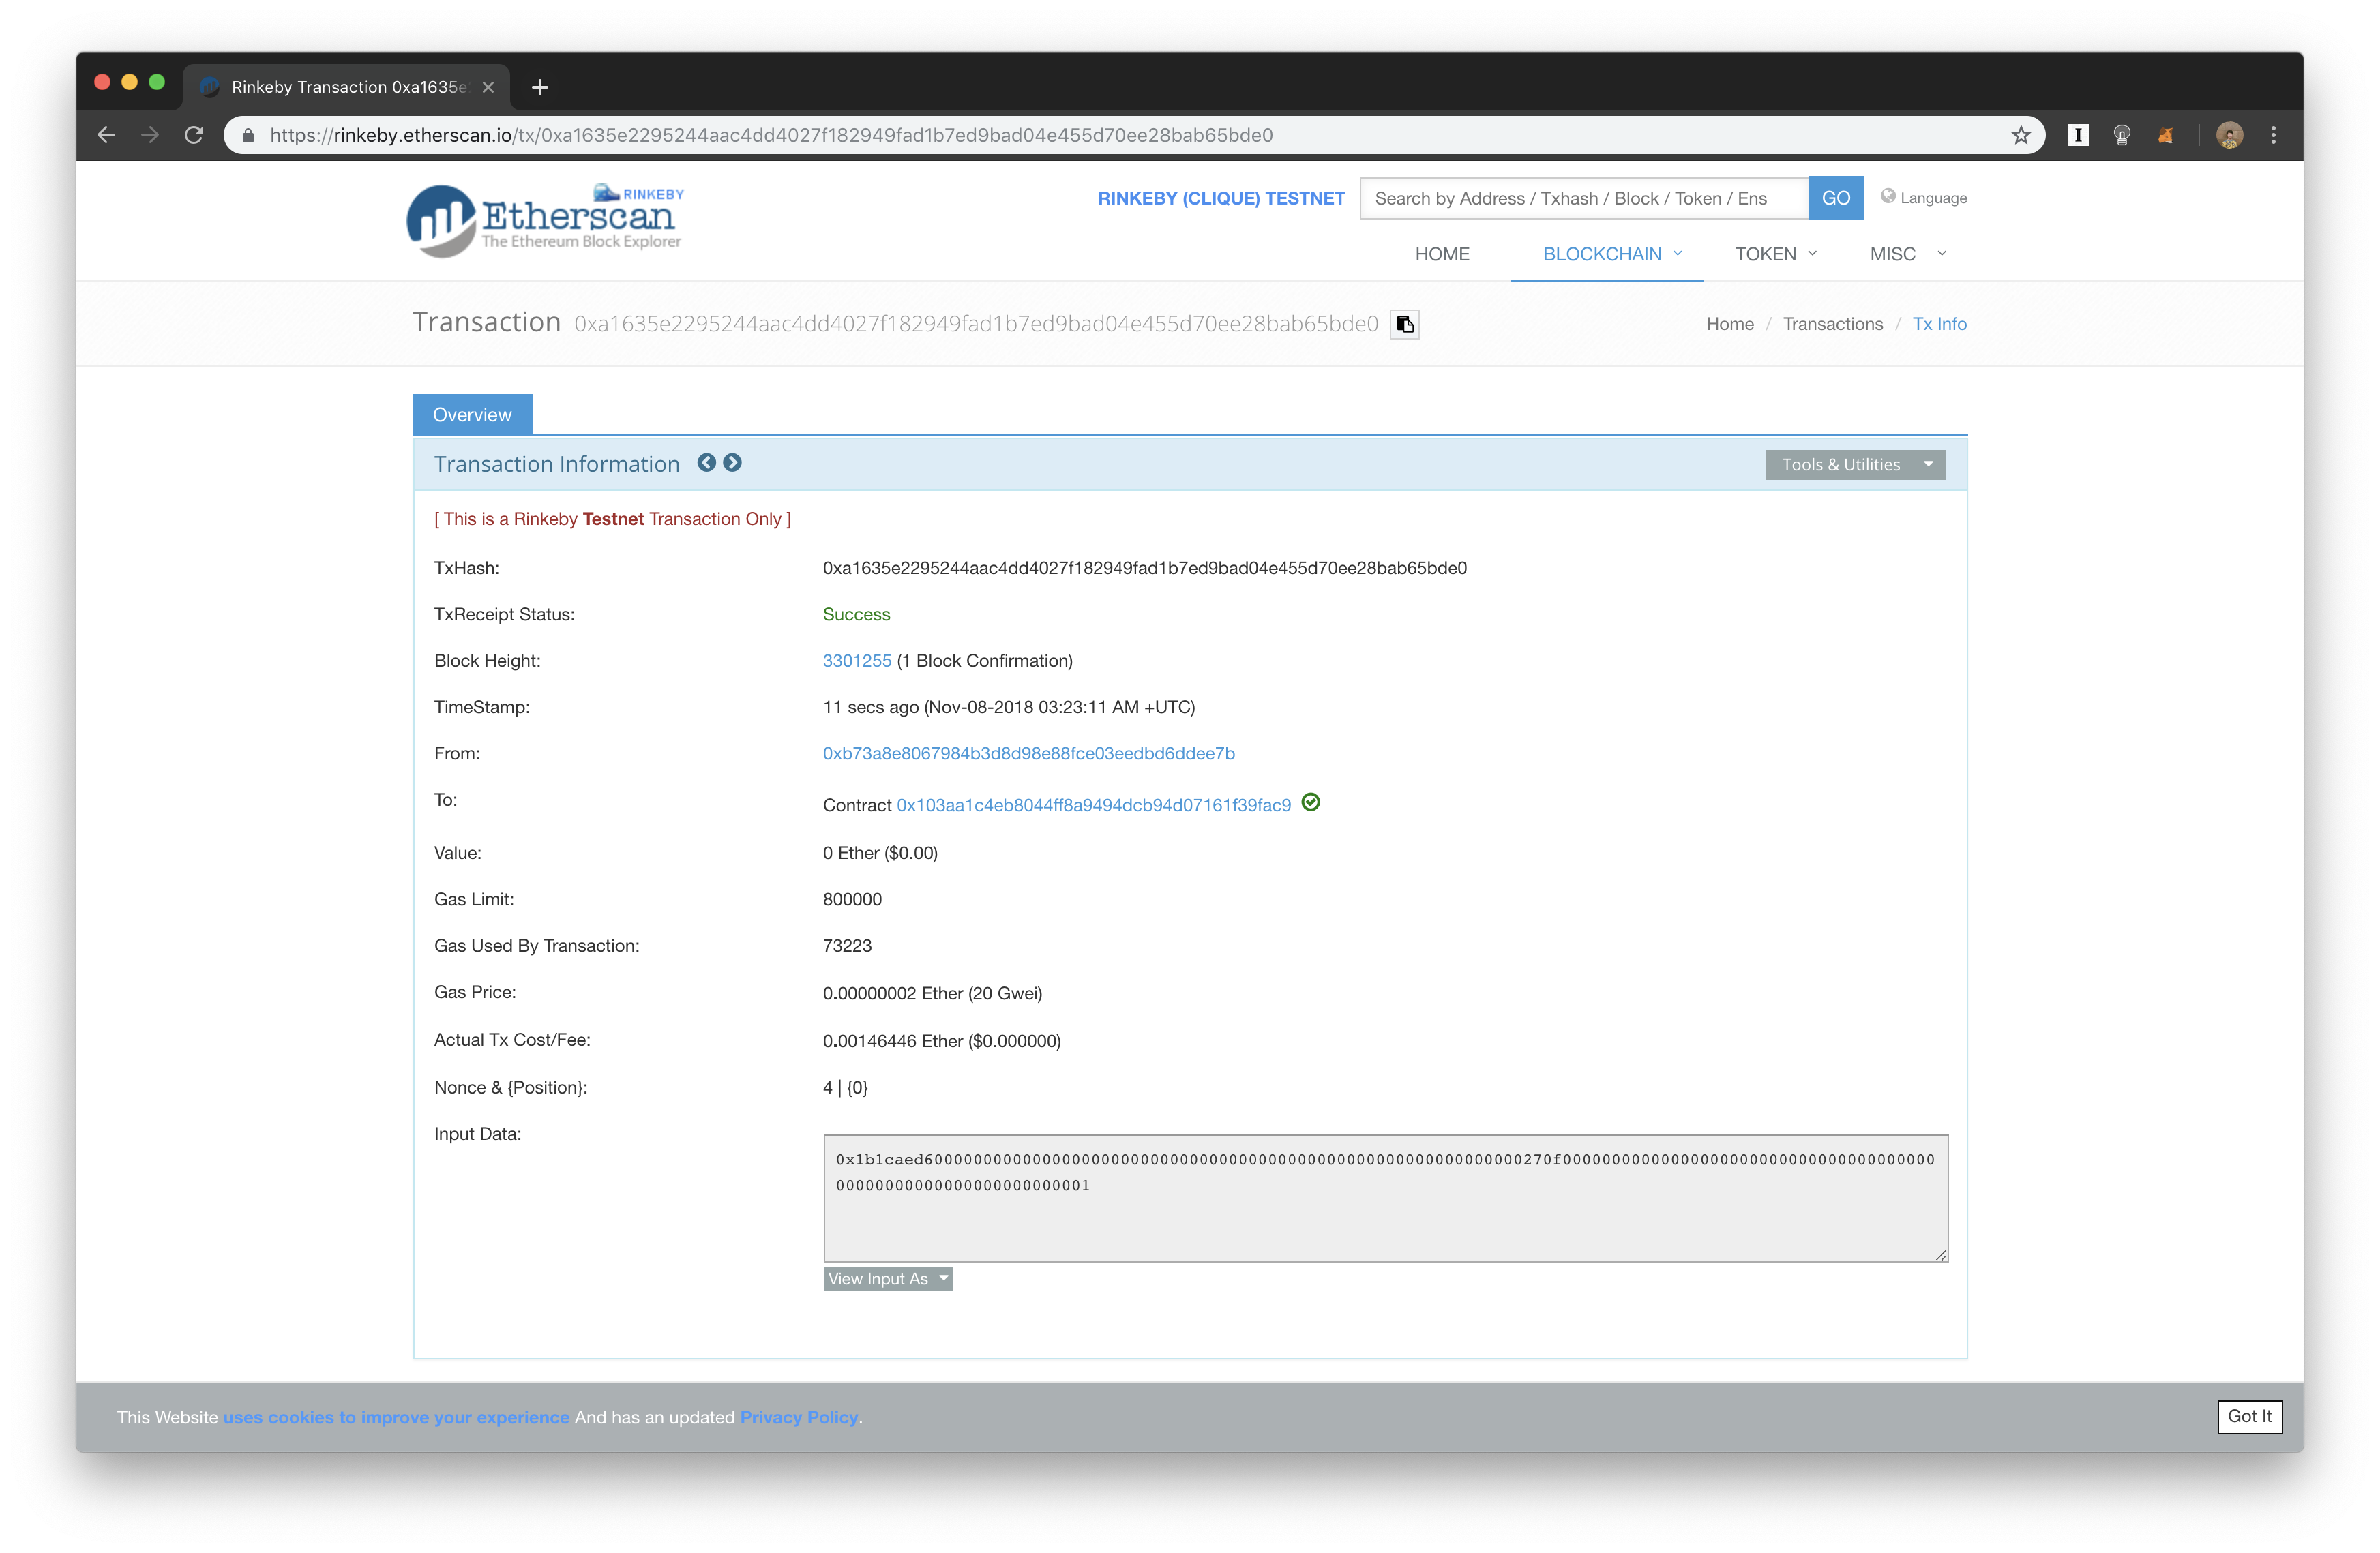 Rinkeby Transaction 0xa1635e
https://rinkeby.etherscan.io/tx/0xa1635e2295244aac4dd4027f182949fad1b7ed9bad04e455d70ee28bab65bde0
RINKEBY
Etherscan
The Ethereum Block Explorer
RINKEBY (CLIQUE) TESTNET
Search by Address / Txhash / Block / Token / Ens
GO
Language
HOME
BLOCKCHAIN
TOKEN
MISC
Transaction 0xa1635e2295244aac4dd4027f182949fad1b7ed9bad04e455d70ee28bab65bde0
Home / Transactions / Tx Info
Overview
Transaction Information
Tools & Utilities
[ This is a Rinkeby Testnet Transaction Only ]
TxHash: 0xa1635e2295244aac4dd4027f182949fad1b7ed9bad04e455d70ee28bab65bde0
TxReceipt Status: Success
Block Height: 3301255 (1 Block Confirmation)
TimeStamp: 11 secs ago (Nov-08-2018 03:23:11 AM +UTC)
From: 0xb73a8e8067984b3d8d98e88fce03eedbd6ddee7b
To: Contract 0x103aa1c4eb8044ff8a9494dcb94d07161f39fac9
Value: 0 Ether ($0.00)
Gas Limit: 800000
Gas Used By Transaction: 73223
Gas Price: 0.00000002 Ether (20 Gwei)
Actual Tx Cost/Fee: 0.00146446 Ether ($0.000000)
Nonce & {Position}: 4 | {0}
Input Data:
0x1b1caed6000000000000000000000000000000000000000000000000000000000000270f00000000000000000000000000000000000000
00000000000000000000000001
View Input As
This Website uses cookies to improve your experience And has an updated Privacy Policy.
Got It